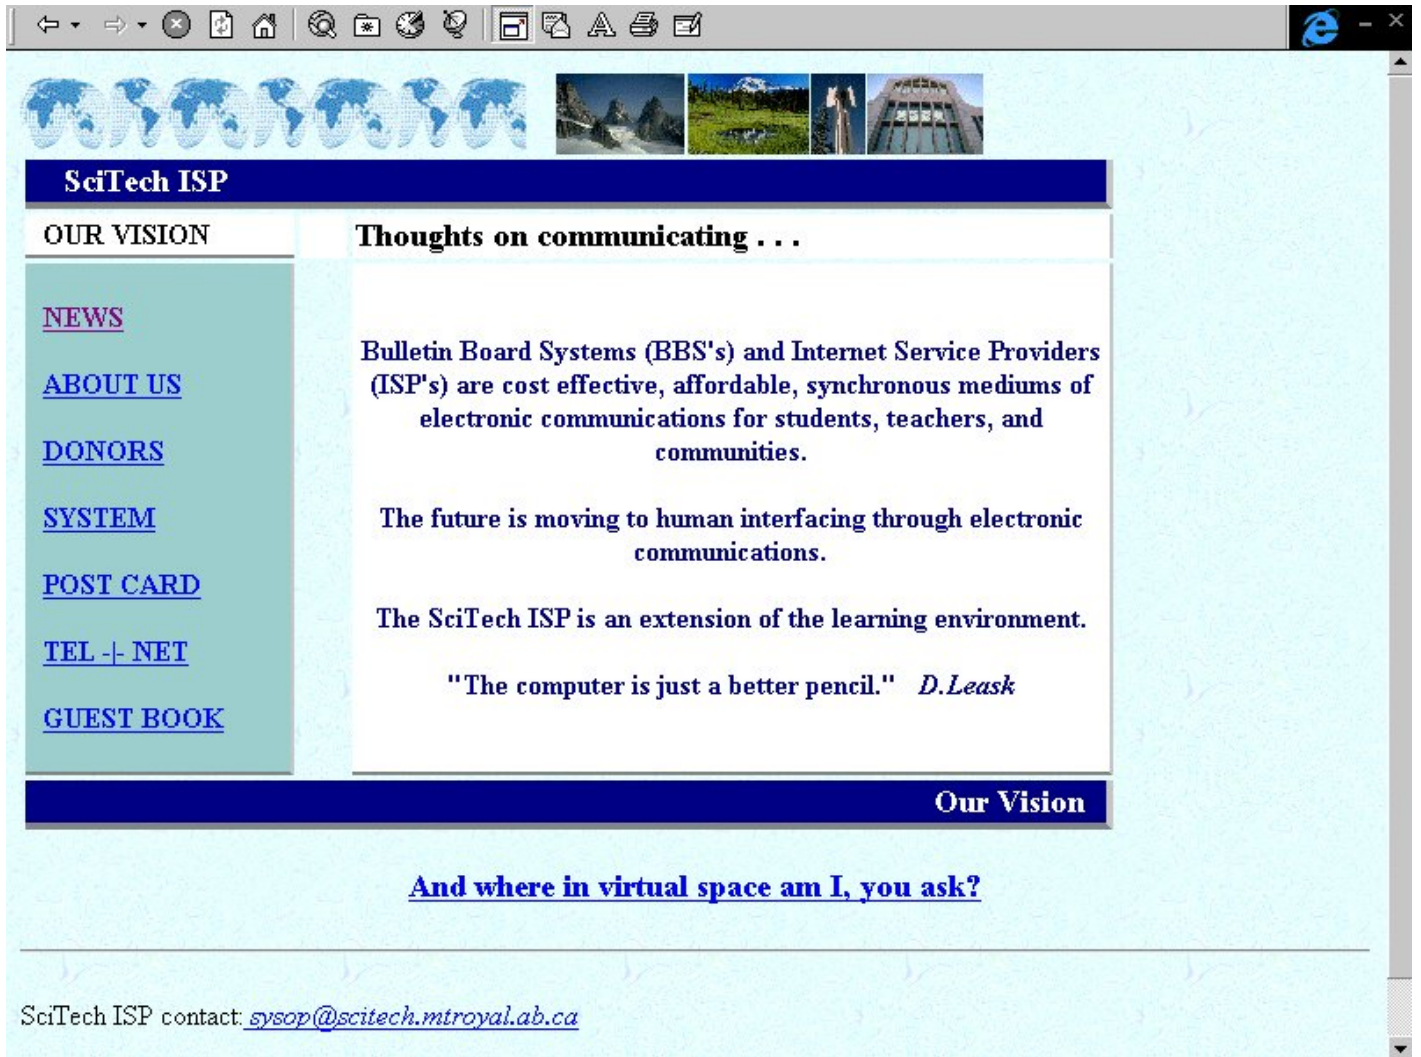 SciTech ISP
OUR VISION
Thoughts on communicating . . .
NEWS
ABOUT US
DONORS
SYSTEM
POST CARD
TEL -|- NET
GUEST BOOK
Bulletin Board Systems (BBS's) and Internet Service Providers
(ISP's) are cost effective, affordable, synchronous mediums of
electronic communications for students, teachers, and
communities.
The future is moving to human interfacing through electronic
communications.
The SciTech ISP is an extension of the learning environment.
"The computer is just a better pencil." D.Leask
Our Vision
And where in virtual space am I, you ask?
SciTech ISP contact: sysop@scitech.mtroyal.ab.ca